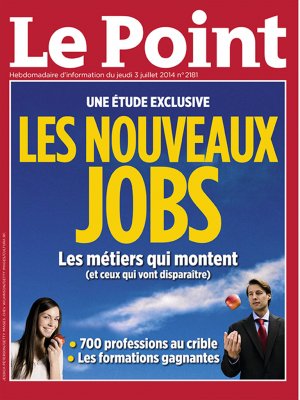 Le Point
Hebdomadaire d'information du jeudi 3 juillet 2014 n° 2181
UNE ÉTUDE EXCLUSIVE
LES NOUVEAUX
JOBS
Les métiers qui montent
(et ceux qui vont disparaître)
• 700 professions au crible
• Les formations gagnantes